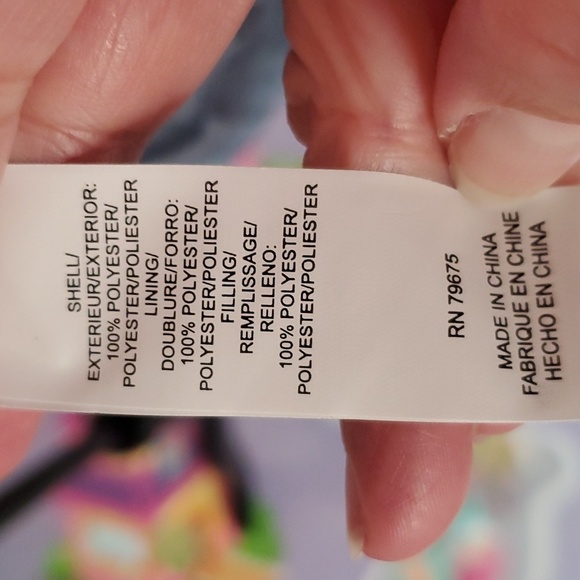 SHELL/
EXTERIEUR/EXTERIOR:
100% POLYESTER/
POLYESTER/POLIESTER
LINING/
DOUBLURE/FORRO:
100% POLYESTER/
POLYESTER/POLIESTER
FILLING/
REMPLISSAGE/
RELLENO:
100% POLYESTER/
POLYESTER/POLIESTER
RN 79675
MADE IN CHINA
FABRIQUE EN CHINE
HECHO EN CHINA